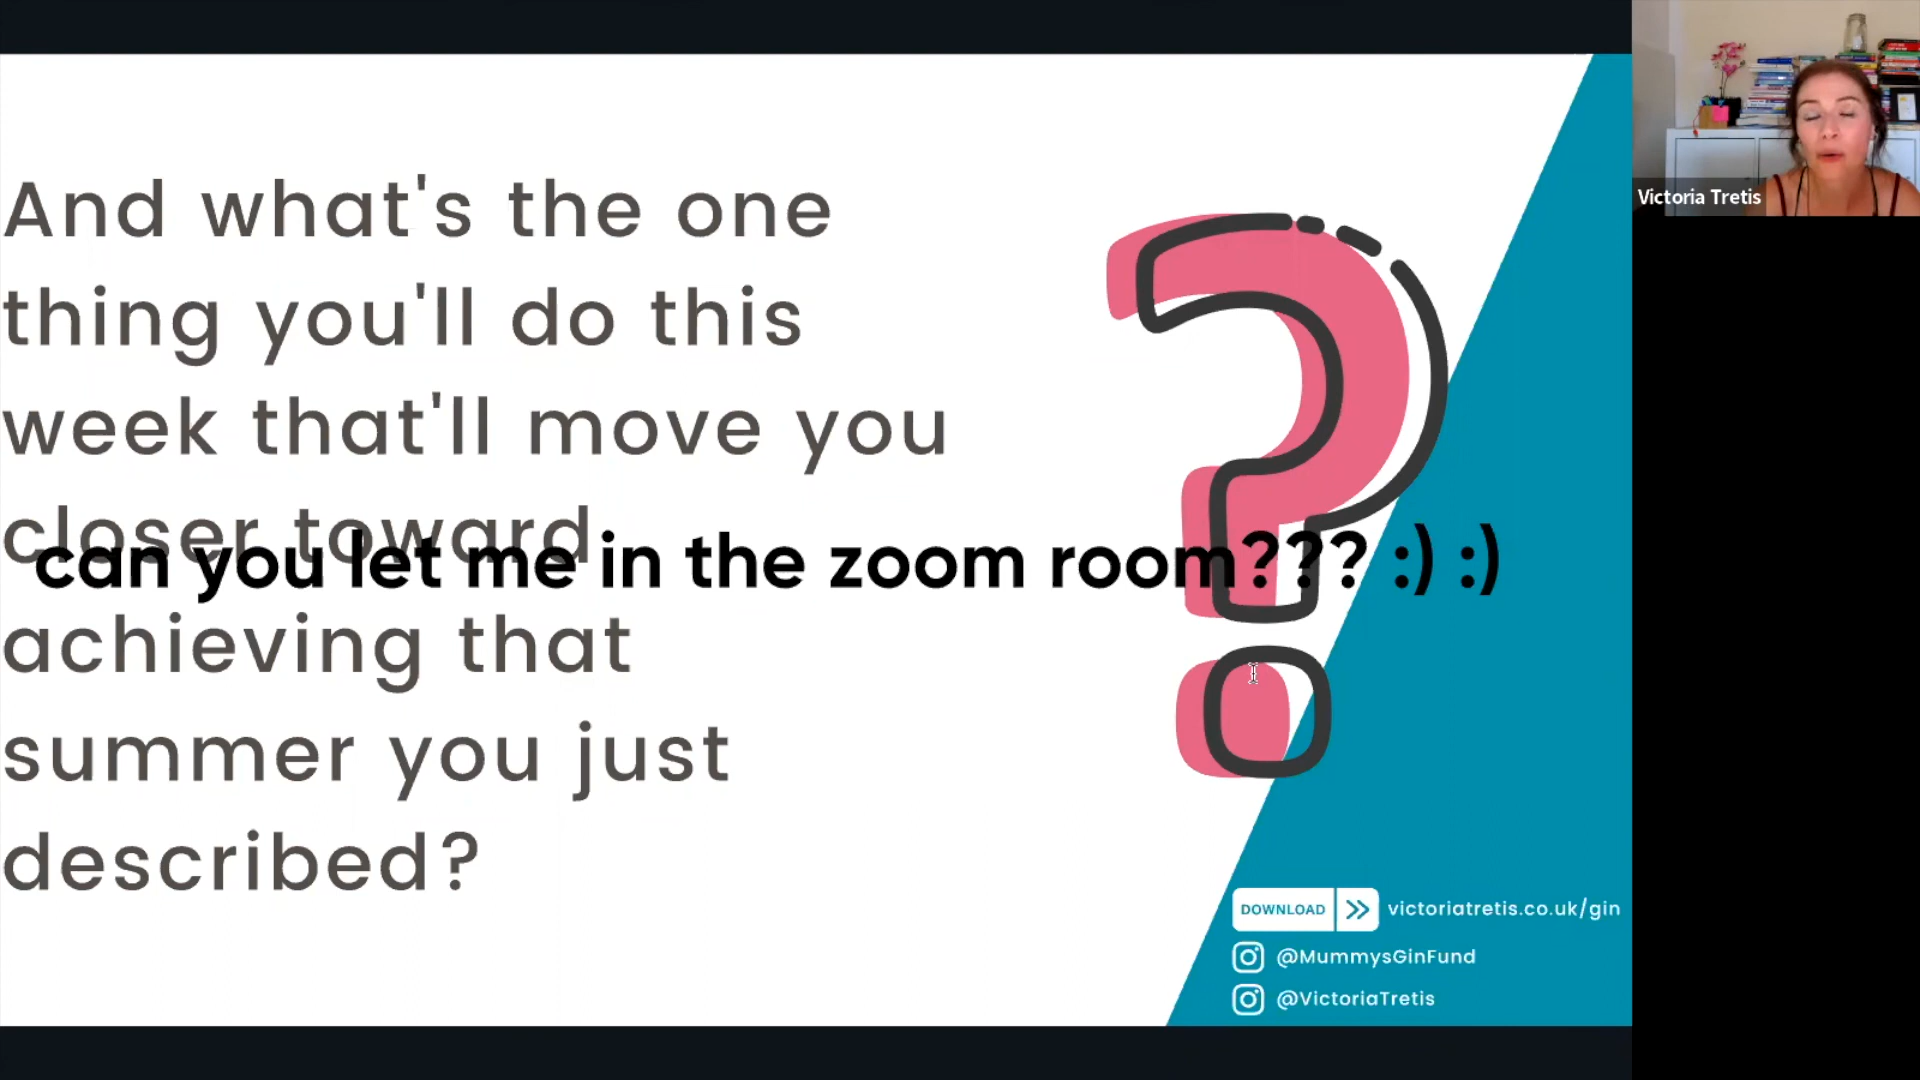 And what's the one
thing you'll do this
week that'll move you
closer toward
can you let me in the zoom room??? :) :)
achieving that
summer you just
described?
DOWNLOAD >> victoriatretis.co.uk/gin
@MummysGinFund
@VictoriaTretis
Victoria Tretis